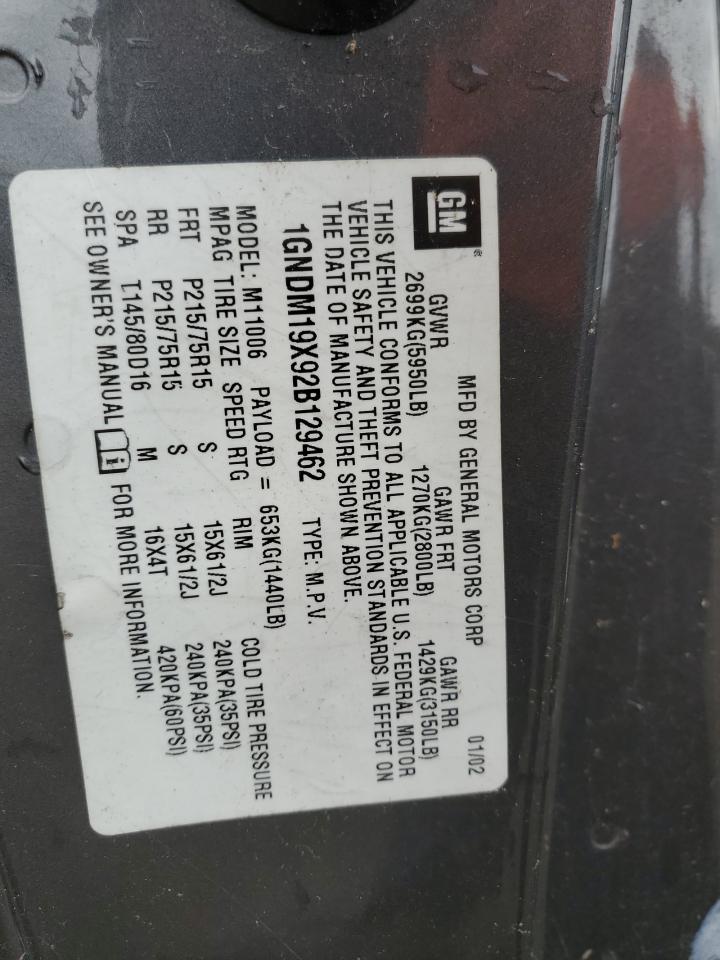 GM ®
MFD BY GENERAL MOTORS CORP 01/02
GVWR GAWR FRT GAWR RR
2699KG(5950LB) 1270KG(2800LB) 1429KG(3150LB)
THIS VEHICLE CONFORMS TO ALL APPLICABLE U.S. FEDERAL MOTOR
VEHICLE SAFETY AND THEFT PREVENTION STANDARDS IN EFFECT ON
THE DATE OF MANUFACTURE SHOWN ABOVE.
1GNDM19X92B129462 TYPE: M.P.V.
MODEL: M11006 PAYLOAD = 653KG(1440LB)
MPAG TIRE SIZE SPEED RTG RIM COLD TIRE PRESSURE
FRT P215/75R15 S 15X61/2J 240KPA(35PSI)
RR P215/75R15 S 15X61/2J 240KPA(35PSI)
SPA T145/80D16 M 16X4T 420KPA(60PSI)
SEE OWNER'S MANUAL i FOR MORE INFORMATION.